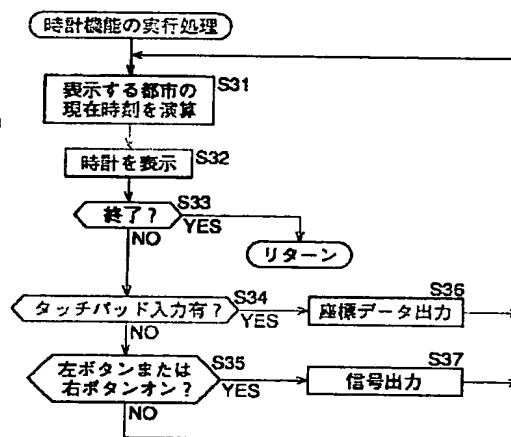 時計機能の実行処理
表示する都市の
現在時刻を演算
S31
時計を表示
S32
終了?
S33
YES
NO
リターン
タッチパッド入力有?
S34
YES
NO
座標データ出力
S36
左ボタンまたは
右ボタンオン?
S35
YES
NO
信号出力
S37